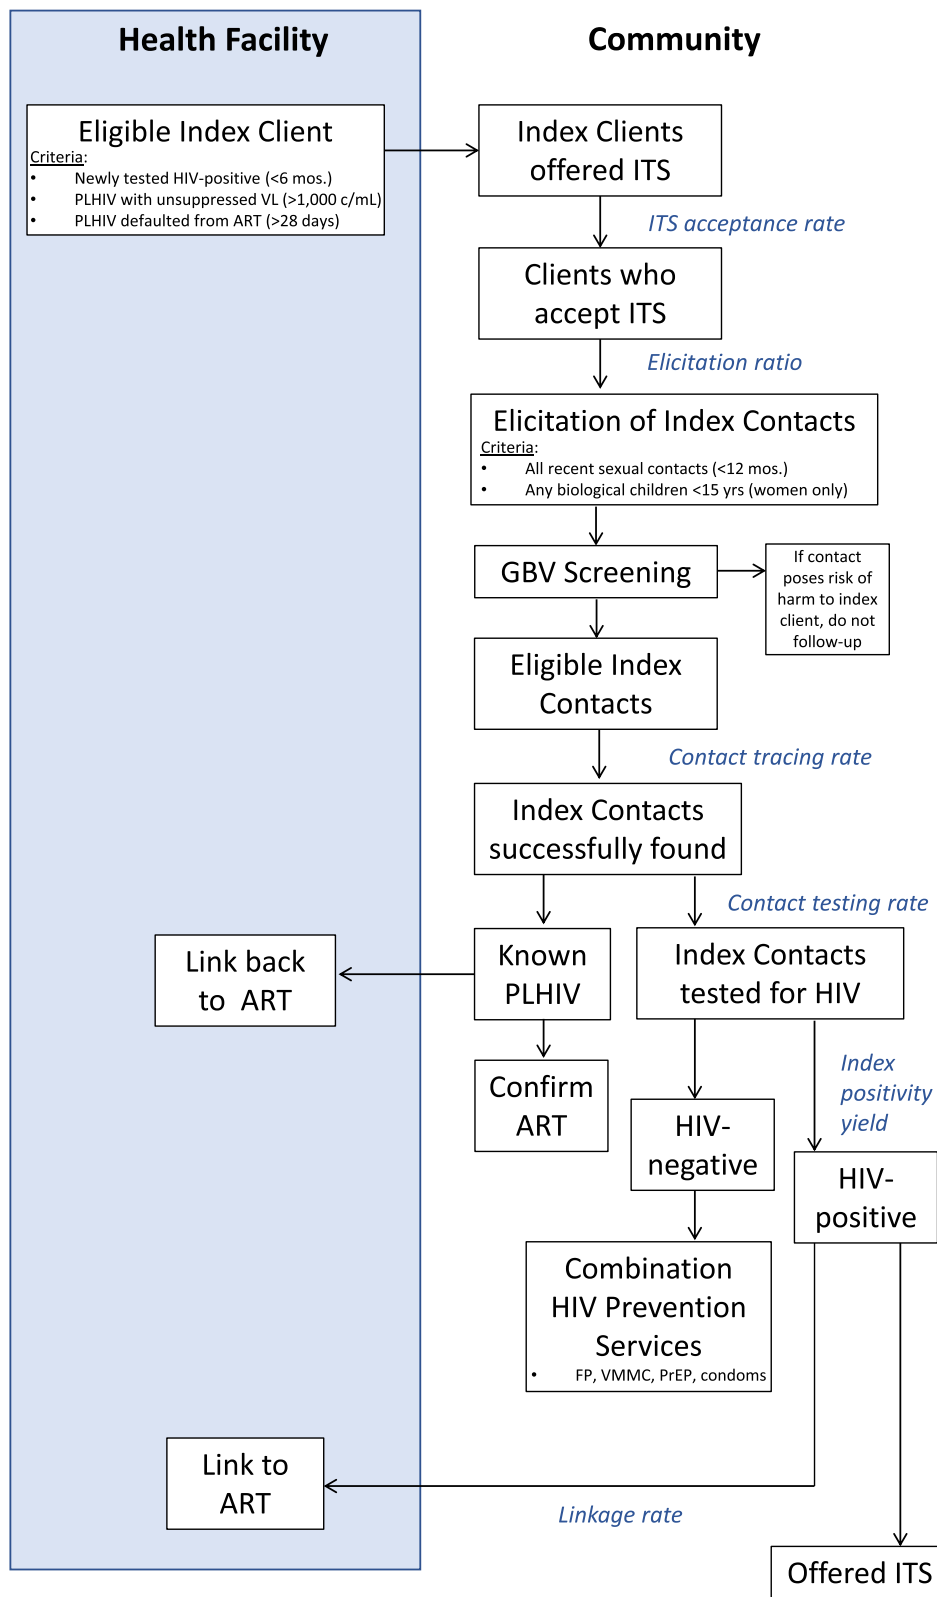 Health Facility
Community
Eligible Index Client
Criteria:
• Newly tested HIV-positive (<6 mos.)
• PLHIV with unsuppressed VL (>1,000 c/mL)
• PLHIV defaulted from ART (>28 days)
Index Clients
offered ITS
ITS acceptance rate
Clients who
accept ITS
Elicitation ratio
Elicitation of Index Contacts
Criteria:
• All recent sexual contacts (<12 mos.)
• Any biological children <15 yrs (women only)
GBV Screening
If contact
poses risk of
harm to index
client, do not
follow-up
Eligible Index
Contacts
Contact tracing rate
Index Contacts
successfully found
Contact testing rate
Link back
to ART
Known
PLHIV
Index Contacts
tested for HIV
Confirm
ART
Index
positivity
yield
HIV-
negative
HIV-
positive
Combination
HIV Prevention
Services
• FP, VMMC, PrEP, condoms
Link to
ART
Linkage rate
Offered ITS